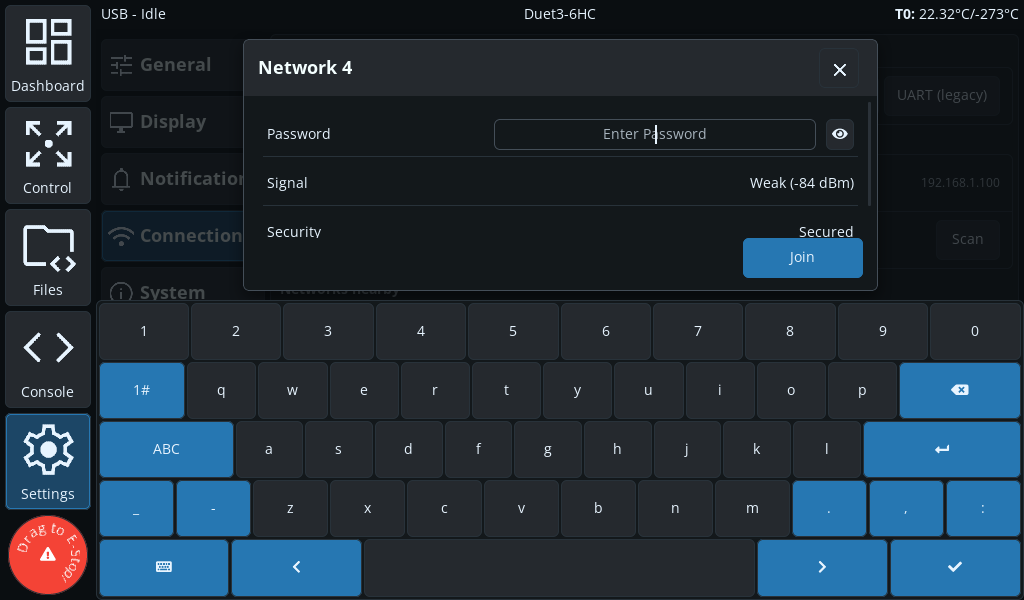 USB - Idle
Duet3-6HC
T0: 22.32°C/-273°C
Dashboard
Control
Files
Console
Settings
Drag to E-Stop!
General
Display
Notification
Connection
System
UART (legacy)
192.168.1.100
Scan
Networks nearby
Network 4
Password
Enter Password
Signal
Weak (-84 dBm)
Security
Secured
Join
1 2 3 4 5 6 7 8 9 0
1# q w e r t y u i o p
ABC a s d f g h j k l
_ - z x c v b n m . , :